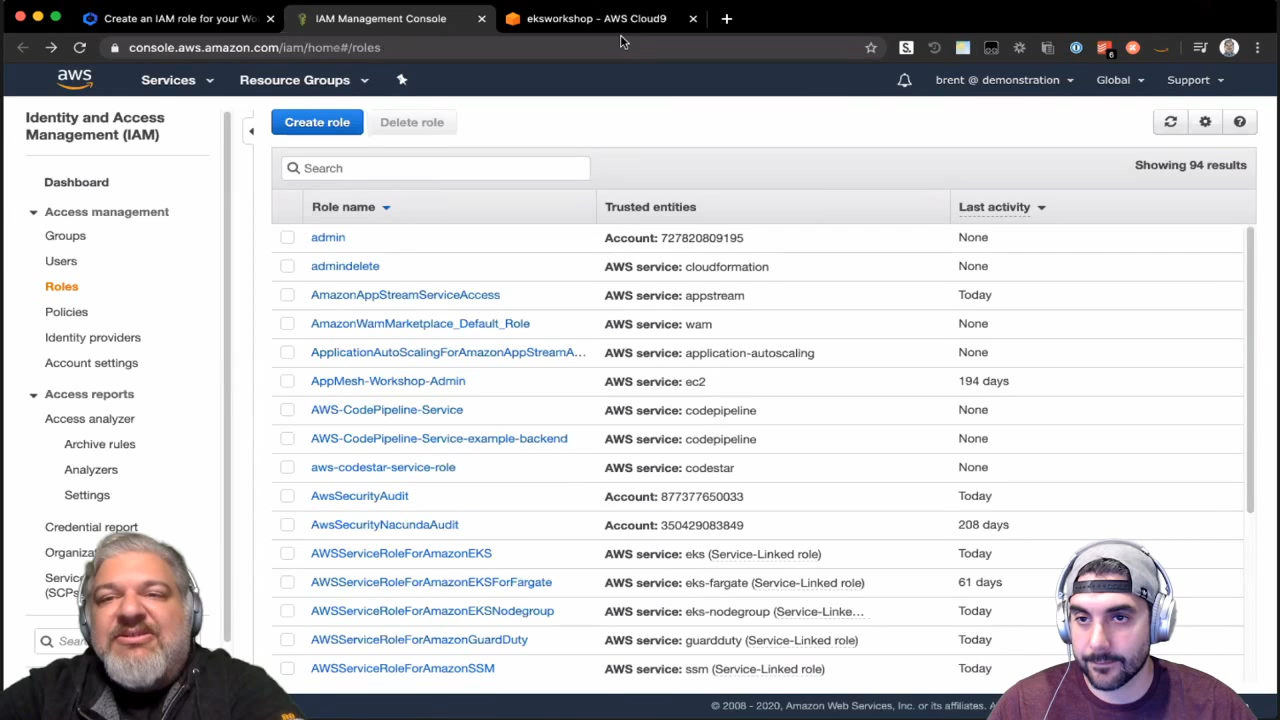 Create an IAM role for your Wo
IAM Management Console
eksworkshop - AWS Cloud9
console.aws.amazon.com/iam/home#/roles
6
aws
Services
Resource Groups
brent @ demonstration
Global
Support
Identity and Access
Management (IAM)
Dashboard
Access management
Groups
Users
Roles
Policies
Identity providers
Account settings
Access reports
Access analyzer
Archive rules
Analyzers
Settings
Credential report
Organiza
Servic
(SCPs
Sear
Create role
Delete role
Search
Showing 94 results
Role name Trusted entities Last activity
admin Account: 727820809195 None
admindelete AWS service: cloudformation None
AmazonAppStreamServiceAccess AWS service: appstream Today
AmazonWamMarketplace_Default_Role AWS service: wam None
ApplicationAutoScalingForAmazonAppStreamA... AWS service: application-autoscaling None
AppMesh-Workshop-Admin AWS service: ec2 194 days
AWS-CodePipeline-Service AWS service: codepipeline None
AWS-CodePipeline-Service-example-backend AWS service: codepipeline None
aws-codestar-service-role AWS service: codestar None
AwsSecurityAudit Account: 877377650033 Today
AwsSecurityNacundaAudit Account: 350429083849 208 days
AWSServiceRoleForAmazonEKS AWS service: eks (Service-Linked role) Today
AWSServiceRoleForAmazonEKSForFargate AWS service: eks-fargate (Service-Linked role) 61 days
AWSServiceRoleForAmazonEKSNodegroup AWS service: eks-nodegroup (Service-Linke... Today
AWSServiceRoleForAmazonGuardDuty AWS service: guardduty (Service-Linked role) Today
AWSServiceRoleForAmazonSSM AWS service: ssm (Service-Linked role) Today
© 2008 - 2020, Amazon Web Services, Inc. or its affiliates.